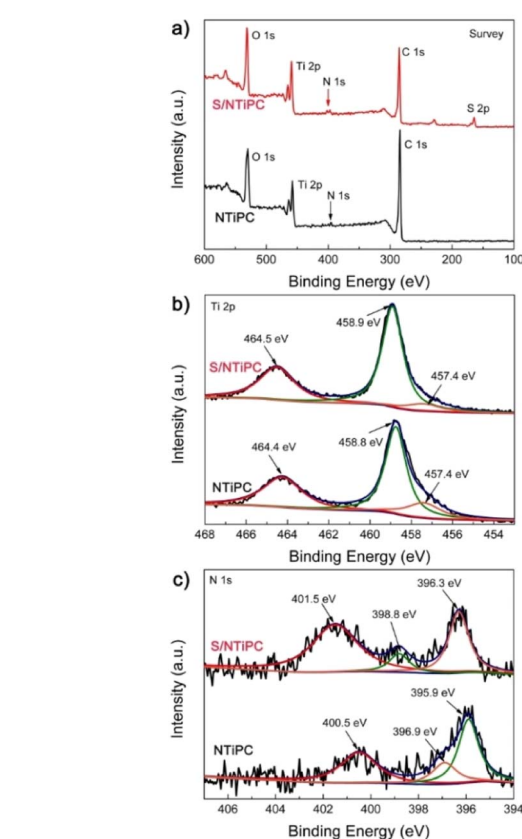 a)
Survey
O 1s
C 1s
Ti 2p
N 1s
S 2p
S/NTiPC
O 1s
C 1s
Ti 2p
N 1s
NTiPC
Intensity (a.u.)
600 500 400 300 200 100
Binding Energy (eV)
b)
Ti 2p
458.9 eV
464.5 eV
S/NTiPC
457.4 eV
458.8 eV
464.4 eV
457.4 eV
NTiPC
Intensity (a.u.)
468 466 464 462 460 458 456 454
Binding Energy (eV)
c)
N 1s
396.3 eV
401.5 eV
398.8 eV
S/NTiPC
395.9 eV
400.5 eV
396.9 eV
NTiPC
Intensity (a.u.)
406 404 402 400 398 396 394
Binding Energy (eV)